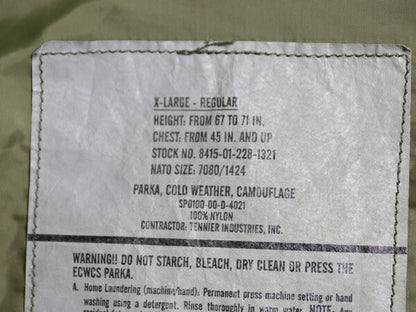 X-LARGE - REGULAR
HEIGHT: FROM 67 TO 71 IN.
CHEST: FROM 45 IN. AND UP
STOCK NO. 8415-01-228-1321
NATO SIZE: 7080/1424
PARKA, COLD WEATHER, CAMOUFLAGE
SP0100-00-D-4021
100% NYLON
CONTRACTOR: TENNIER INDUSTRIES, INC.
WARNING!! DO NOT STARCH, BLEACH, DRY CLEAN OR PRESS THE
ECWCS PARKA.
A. Home Laundering (machine/hand): Permanent press machine setting or hand
washing using a detergent. Rinse thoroughly in warm water. NOTE: Any